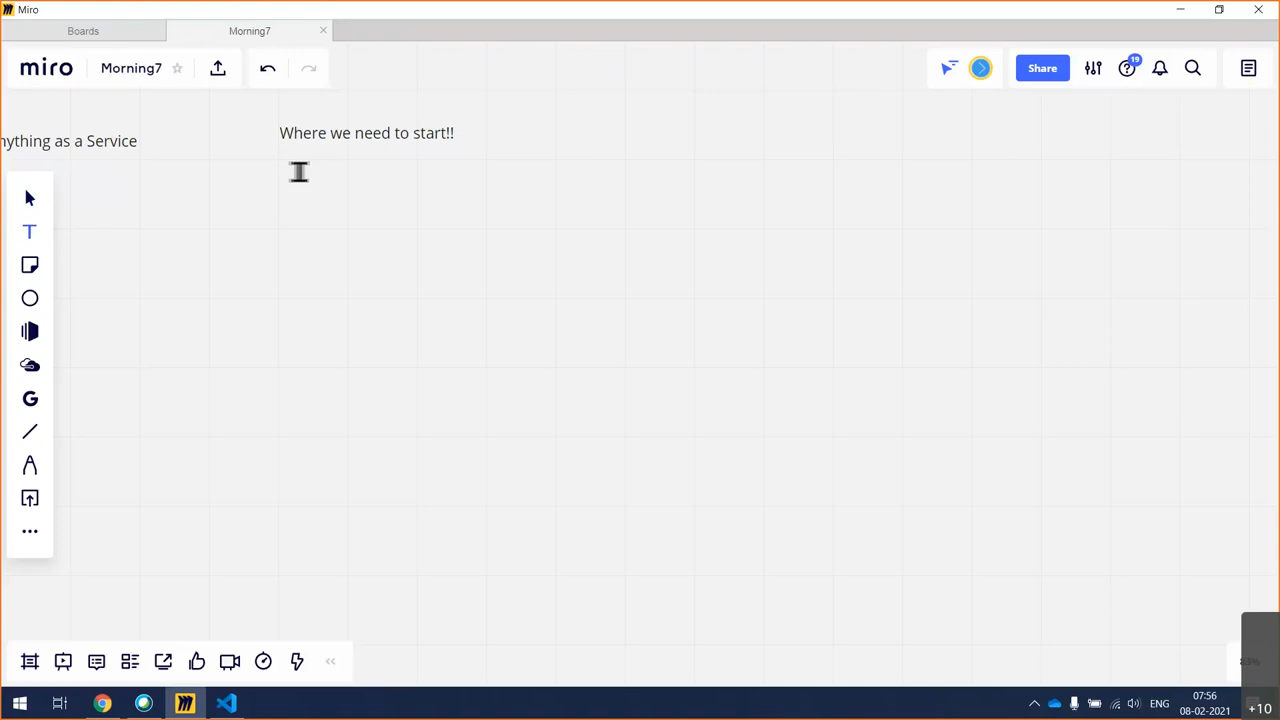 Miro
Boards
Morning7
miro
Morning7
Share
19
nything as a Service
Where we need to start!!
07:56
ENG
08-02-2021
+10